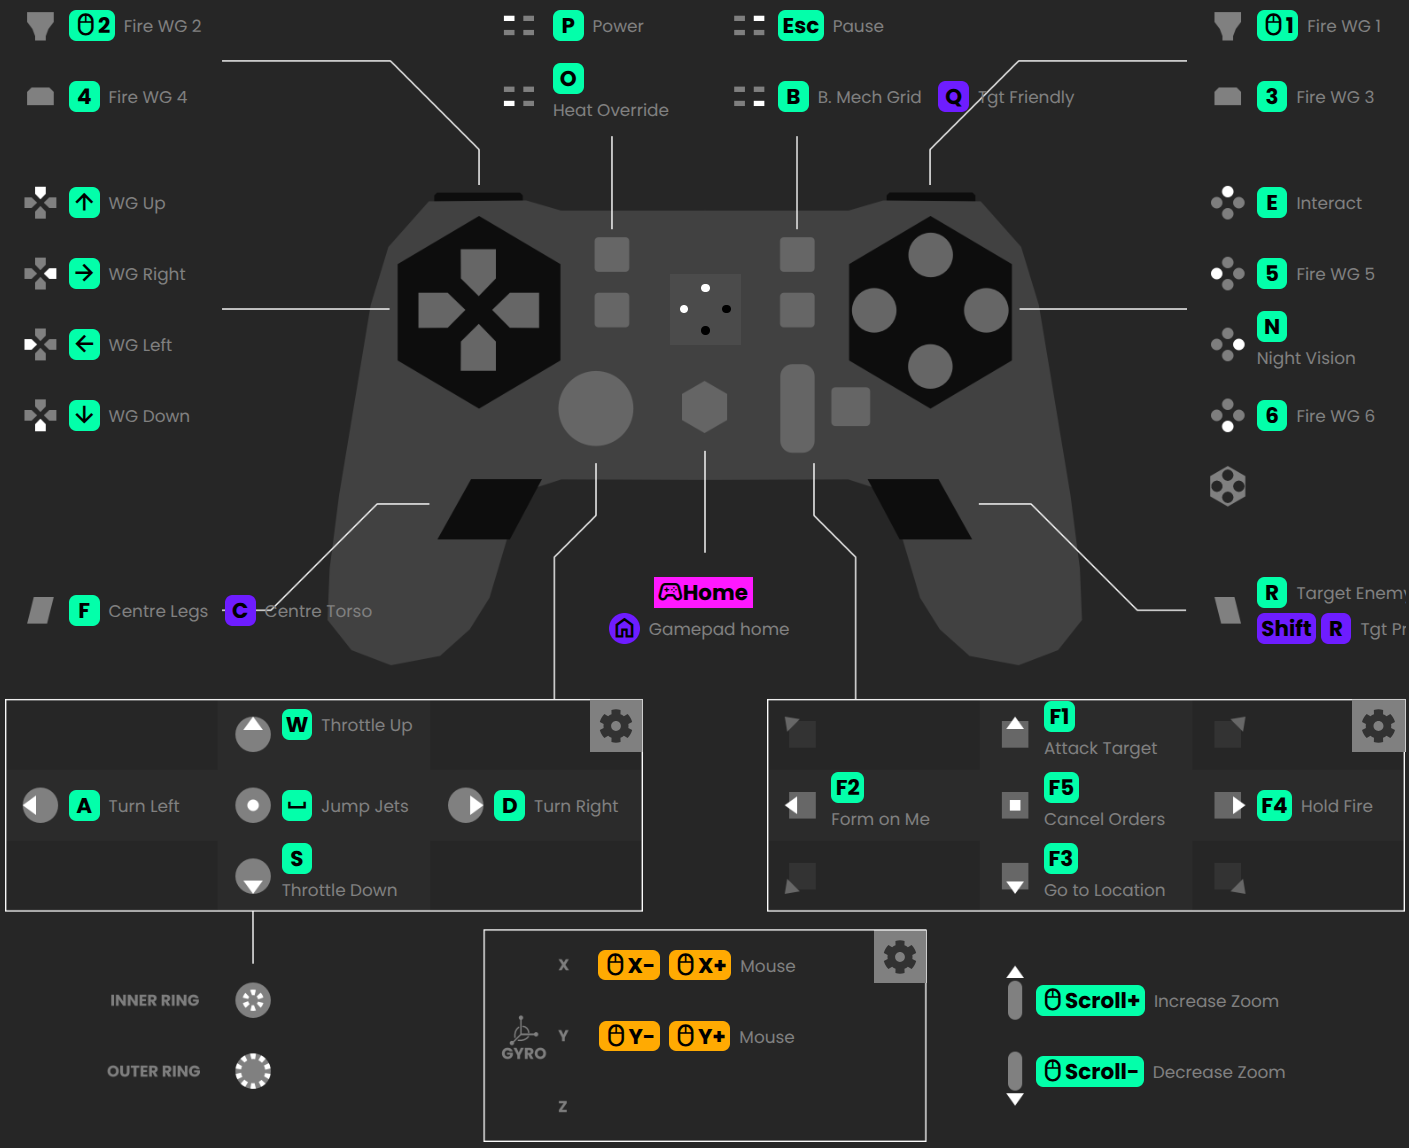 2 Fire WG 2
P Power
Esc Pause
1 Fire WG 1
4 Fire WG 4
O
Heat Override
B B. Mech Grid Q Tgt Friendly
3 Fire WG 3
↑ WG Up
E Interact
→ WG Right
5 Fire WG 5
← WG Left
N
Night Vision
↓ WG Down
6 Fire WG 6
F Centre Legs C Centre Torso
Home
Gamepad home
R Target Enemy
Shift R Tgt Pr
W Throttle Up
A Turn Left
Jump Jets
D Turn Right
S
Throttle Down
F1
Attack Target
F2
Form on Me
F5
Cancel Orders
F4 Hold Fire
F3
Go to Location
INNER RING
OUTER RING
X X- X+ Mouse
GYRO
Y Y- Y+ Mouse
Z
Scroll+ Increase Zoom
Scroll- Decrease Zoom